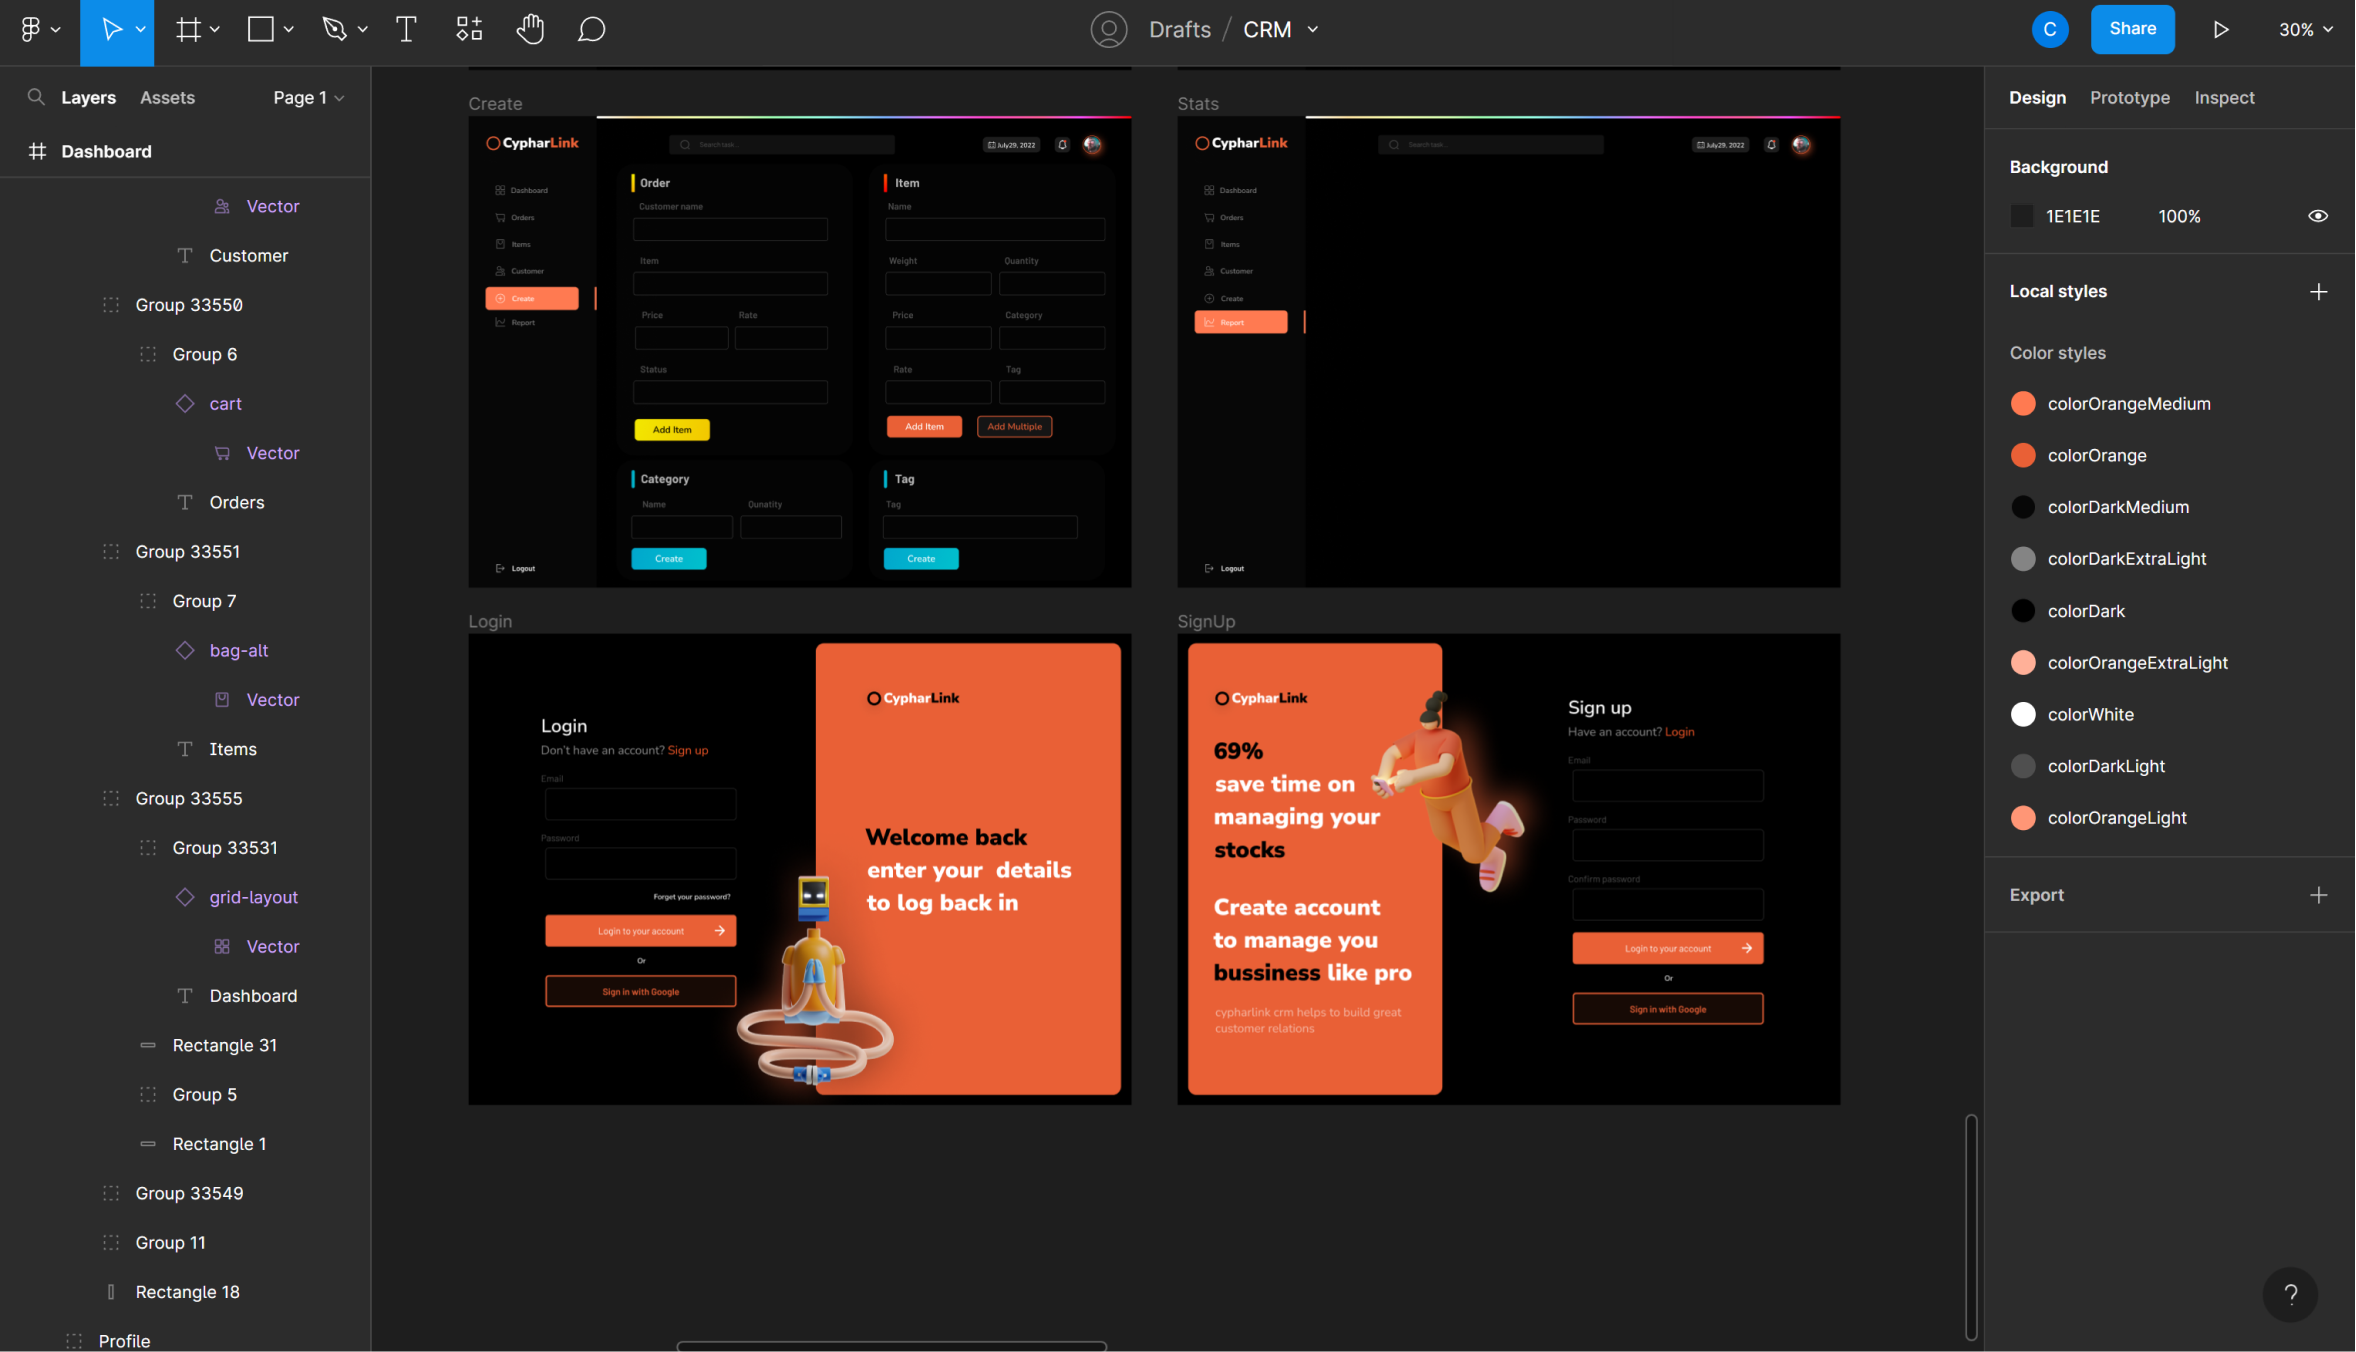 Drafts / CRM
C
Share
30%
Layers
Assets
Page 1
Dashboard
Vector
Customer
Group 33550
Group 6
cart
Vector
Orders
Group 33551
Group 7
bag-alt
Vector
Items
Group 33555
Group 33531
grid-layout
Vector
Dashboard
Rectangle 31
Group 5
Rectangle 1
Group 33549
Group 11
Rectangle 18
Profile
Create
CypharLink
Search task...
July29, 2022
Dashboard
Orders
Items
Customer
Create
Report
Logout
Order
Customer name
Item
Price
Rate
Status
Add Item
Item
Name
Weight
Quantity
Price
Category
Rate
Tag
Add Item
Add Multiple
Category
Name
Qunatity
Create
Tag
Tag
Create
Stats
CypharLink
Search task...
July29, 2022
Dashboard
Orders
Items
Customer
Create
Report
Logout
Login
Login
Don't have an account? Sign up
Email
Password
Forget your password?
Login to your account
Or
Sign in with Google
CypharLink
Welcome back
enter your details
to log back in
SignUp
CypharLink
69%
save time on
managing your
stocks
Create account
to manage you
bussiness like pro
cypharlink crm helps to build great
customer relations
Sign up
Have an account? Login
Email
Password
Confirm password
Login to your account
Or
Sign in with Google
Design
Prototype
Inspect
Background
1E1E1E
100%
Local styles
Color styles
colorOrangeMedium
colorOrange
colorDarkMedium
colorDarkExtraLight
colorDark
colorOrangeExtraLight
colorWhite
colorDarkLight
colorOrangeLight
Export
?